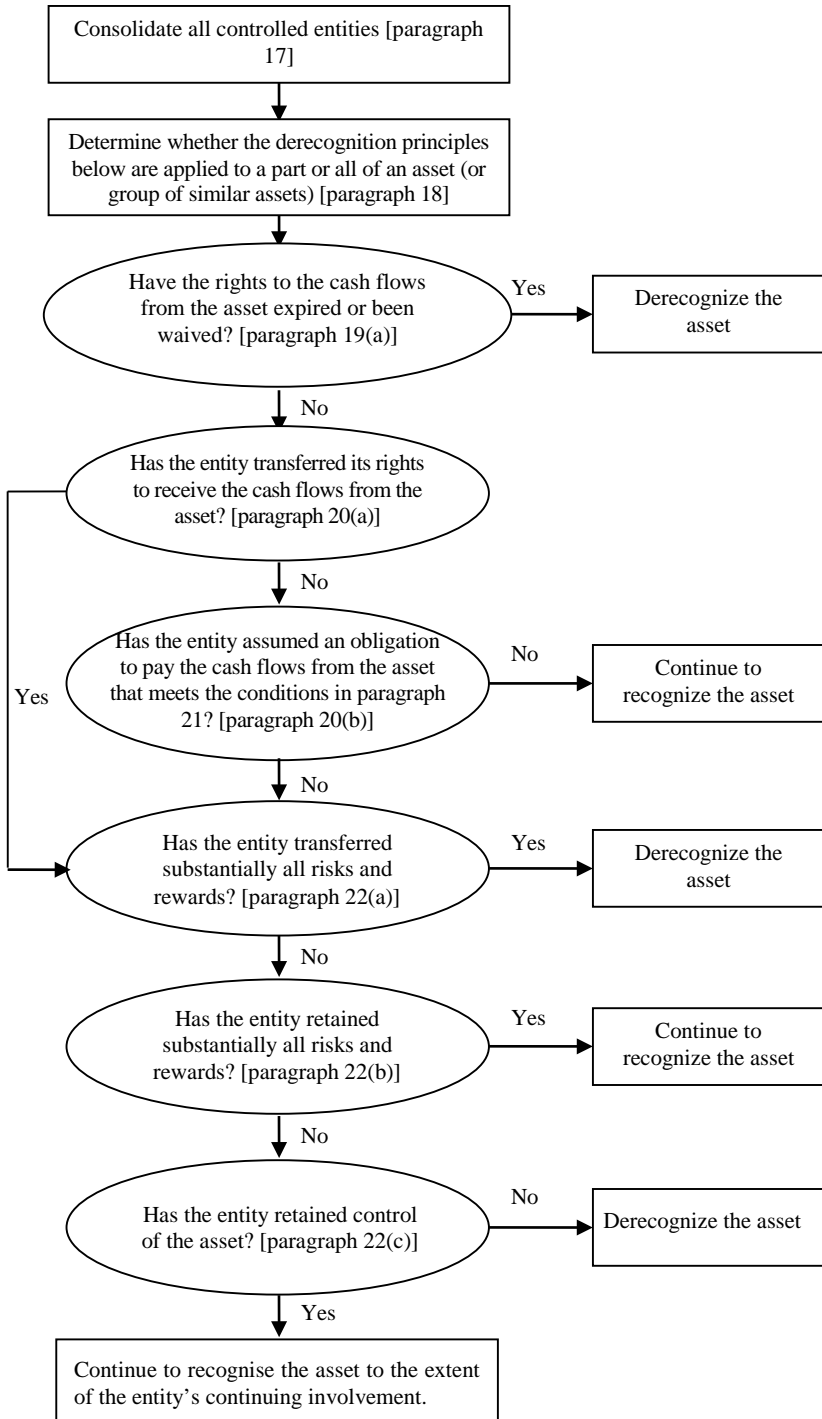 Consolidate all controlled entities [paragraph
17]
Determine whether the derecognition principles
below are applied to a part or all of an asset (or
group of similar assets) [paragraph 18]
Have the rights to the cash flows
from the asset expired or been
waived? [paragraph 19(a)]
Yes
Derecognize the
asset
No
Has the entity transferred its rights
to receive the cash flows from the
asset? [paragraph 20(a)]
No
Yes
Has the entity assumed an obligation
to pay the cash flows from the asset
that meets the conditions in paragraph
21? [paragraph 20(b)]
No
Continue to
recognize the asset
No
Has the entity transferred
substantially all risks and
rewards? [paragraph 22(a)]
Yes
Derecognize the
asset
No
Has the entity retained
substantially all risks and
rewards? [paragraph 22(b)]
Yes
Continue to
recognize the asset
No
Has the entity retained control
of the asset? [paragraph 22(c)]
No
Derecognize the asset
Yes
Continue to recognise the asset to the extent
of the entity’s continuing involvement.